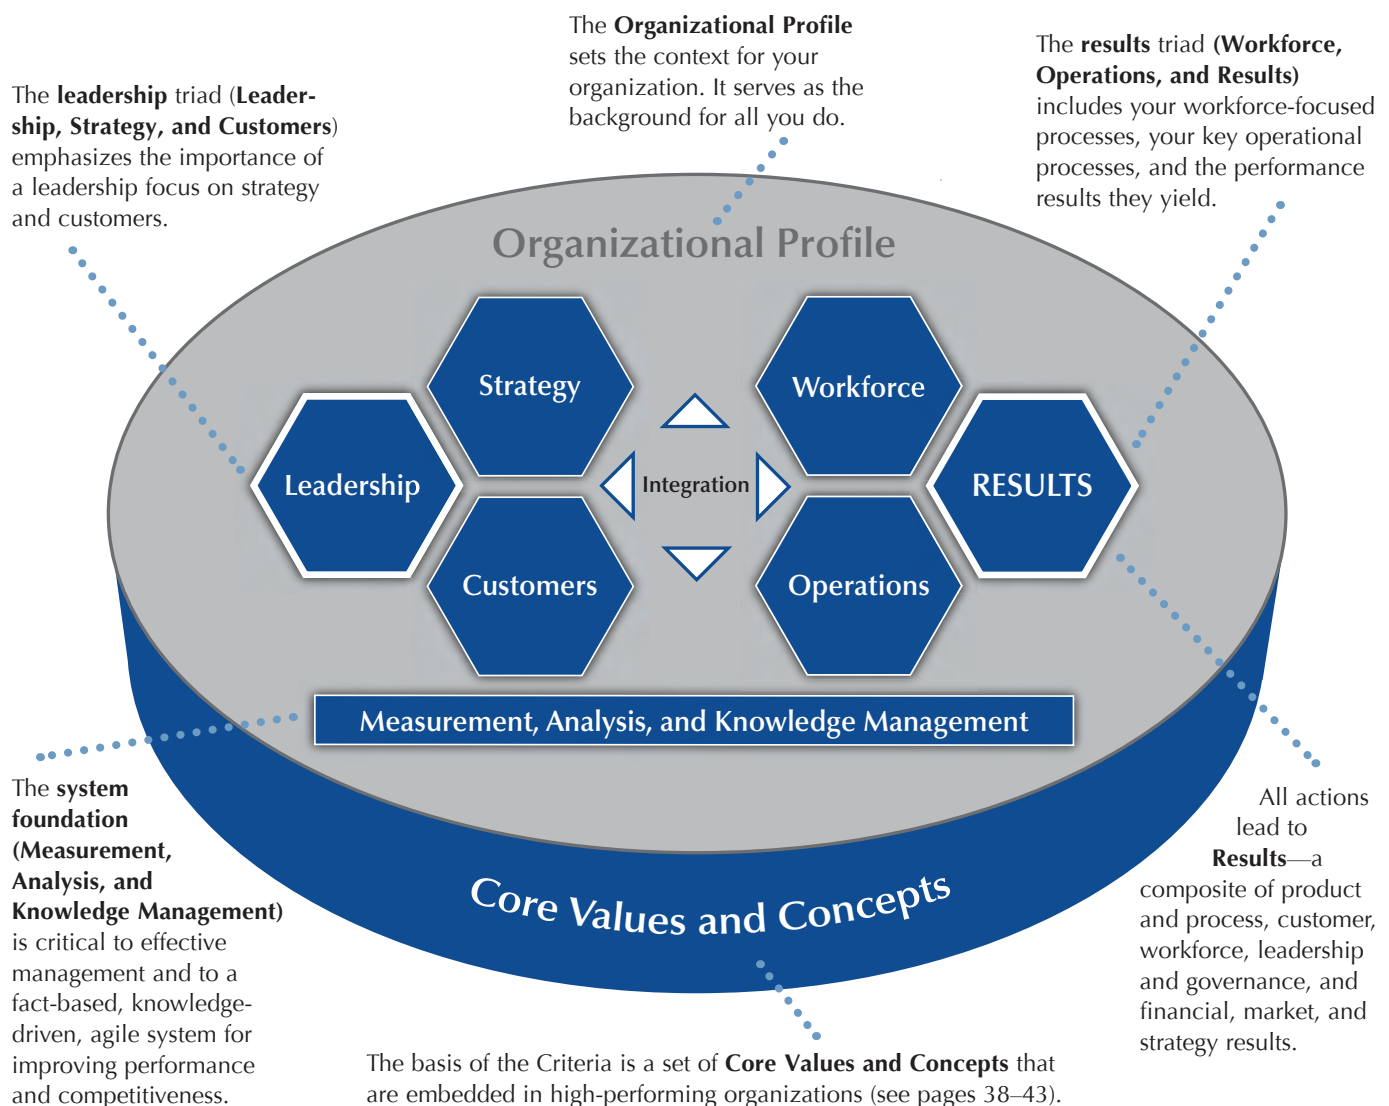 The Organizational Profile
sets the context for your
organization. It serves as the
background for all you do.
The results triad (Workforce,
Operations, and Results)
includes your workforce-focused
processes, your key operational
processes, and the performance
results they yield.
The leadership triad (Leader-
ship, Strategy, and Customers)
emphasizes the importance of
a leadership focus on strategy
and customers.
Organizational Profile
Strategy
Workforce
Leadership
Integration
RESULTS
Customers
Operations
Measurement, Analysis, and Knowledge Management
Core Values and Concepts
The system
foundation
(Measurement,
Analysis, and
Knowledge Management)
is critical to effective
management and to a
fact-based, knowledge-
driven, agile system for
improving performance
and competitiveness.
All actions
lead to
Results—a
composite of product
and process, customer,
workforce, leadership
and governance, and
financial, market, and
strategy results.
The basis of the Criteria is a set of Core Values and Concepts that
are embedded in high-performing organizations (see pages 38–43).